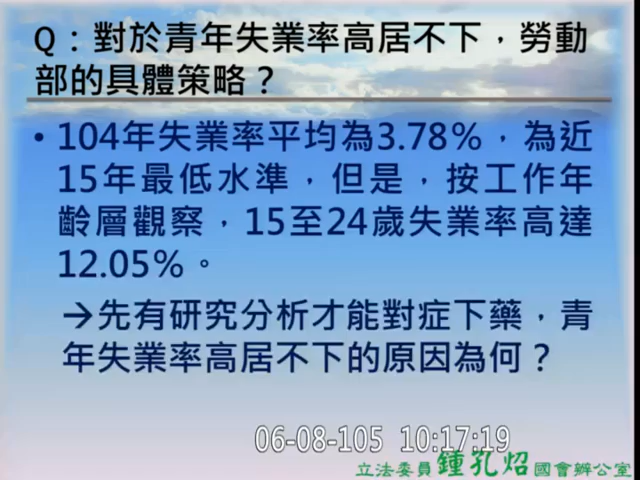 Q：對於青年失業率高居不下，勞動
部的具體策略？
• 104年失業率平均為3.78%，為近
15年最低水準，但是，按工作年
齡層觀察，15至24歲失業率高達
12.05%。
→先有研究分析才能對症下藥，青
年失業率高居不下的原因為何？
06-08-105 10:17:19
立法委員鍾孔炤國會辦公室